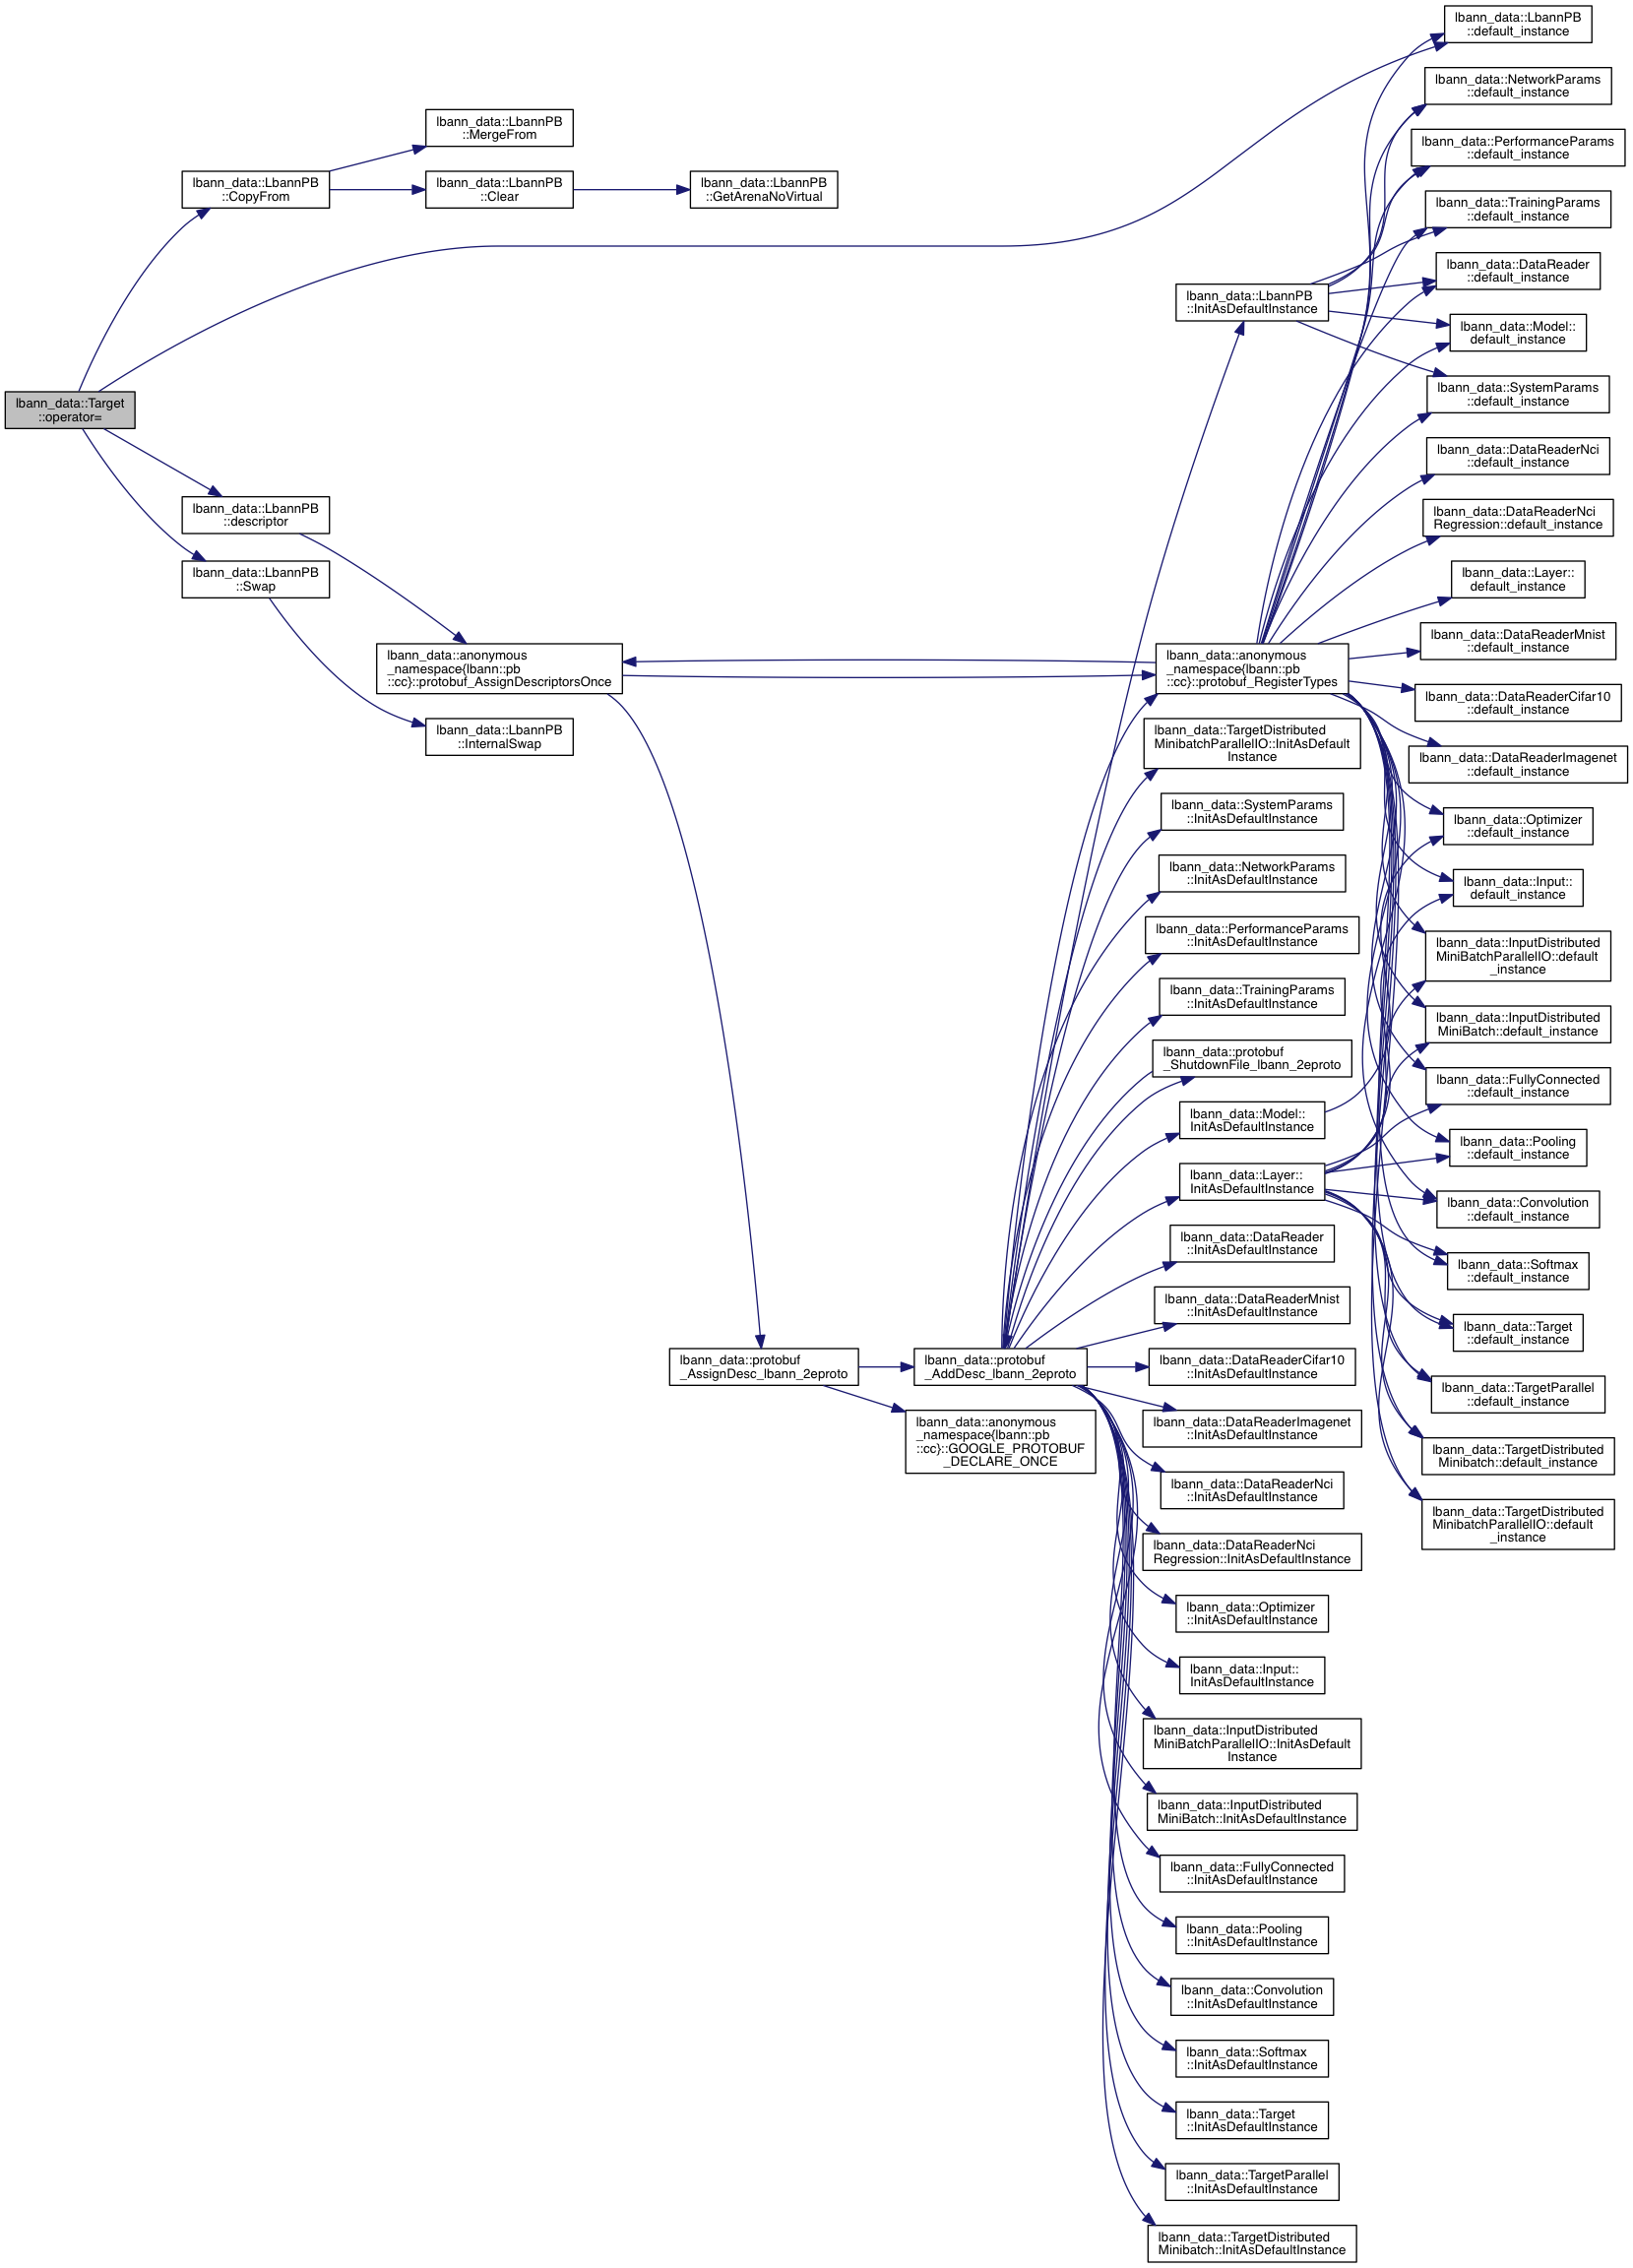 lbann_data::Target
::operator=
lbann_data::LbannPB
::CopyFrom
lbann_data::LbannPB
::descriptor
lbann_data::LbannPB
::Swap
lbann_data::LbannPB
::MergeFrom
lbann_data::LbannPB
::Clear
lbann_data::anonymous
_namespace{lbann::pb
::cc}::protobuf_AssignDescriptorsOnce
lbann_data::LbannPB
::InternalSwap
lbann_data::LbannPB
::GetArenaNoVirtual
lbann_data::protobuf
_AssignDesc_lbann_2eproto
lbann_data::protobuf
_AddDesc_lbann_2eproto
lbann_data::anonymous
_namespace{lbann::pb
::cc}::GOOGLE_PROTOBUF
_DECLARE_ONCE
lbann_data::LbannPB
::InitAsDefaultInstance
lbann_data::anonymous
_namespace{lbann::pb
::cc}::protobuf_RegisterTypes
lbann_data::TargetDistributed
MinibatchParallelIO::InitAsDefault
Instance
lbann_data::SystemParams
::InitAsDefaultInstance
lbann_data::NetworkParams
::InitAsDefaultInstance
lbann_data::PerformanceParams
::InitAsDefaultInstance
lbann_data::TrainingParams
::InitAsDefaultInstance
lbann_data::protobuf
_ShutdownFile_lbann_2eproto
lbann_data::Model::
InitAsDefaultInstance
lbann_data::Layer::
InitAsDefaultInstance
lbann_data::DataReader
::InitAsDefaultInstance
lbann_data::DataReaderMnist
::InitAsDefaultInstance
lbann_data::DataReaderCifar10
::InitAsDefaultInstance
lbann_data::DataReaderImagenet
::InitAsDefaultInstance
lbann_data::DataReaderNci
::InitAsDefaultInstance
lbann_data::DataReaderNci
Regression::InitAsDefaultInstance
lbann_data::Optimizer
::InitAsDefaultInstance
lbann_data::Input::
InitAsDefaultInstance
lbann_data::InputDistributed
MiniBatchParallelIO::InitAsDefault
Instance
lbann_data::InputDistributed
MiniBatch::InitAsDefaultInstance
lbann_data::FullyConnected
::InitAsDefaultInstance
lbann_data::Pooling
::InitAsDefaultInstance
lbann_data::Convolution
::InitAsDefaultInstance
lbann_data::Softmax
::InitAsDefaultInstance
lbann_data::Target
::InitAsDefaultInstance
lbann_data::TargetParallel
::InitAsDefaultInstance
lbann_data::TargetDistributed
Minibatch::InitAsDefaultInstance
lbann_data::LbannPB
::default_instance
lbann_data::NetworkParams
::default_instance
lbann_data::PerformanceParams
::default_instance
lbann_data::TrainingParams
::default_instance
lbann_data::DataReader
::default_instance
lbann_data::Model::
default_instance
lbann_data::SystemParams
::default_instance
lbann_data::DataReaderNci
::default_instance
lbann_data::DataReaderNci
Regression::default_instance
lbann_data::Layer::
default_instance
lbann_data::DataReaderMnist
::default_instance
lbann_data::DataReaderCifar10
::default_instance
lbann_data::DataReaderImagenet
::default_instance
lbann_data::Optimizer
::default_instance
lbann_data::Input::
default_instance
lbann_data::InputDistributed
MiniBatchParallelIO::default
_instance
lbann_data::InputDistributed
MiniBatch::default_instance
lbann_data::FullyConnected
::default_instance
lbann_data::Pooling
::default_instance
lbann_data::Convolution
::default_instance
lbann_data::Softmax
::default_instance
lbann_data::Target
::default_instance
lbann_data::TargetParallel
::default_instance
lbann_data::TargetDistributed
Minibatch::default_instance
lbann_data::TargetDistributed
MinibatchParallelIO::default
_instance